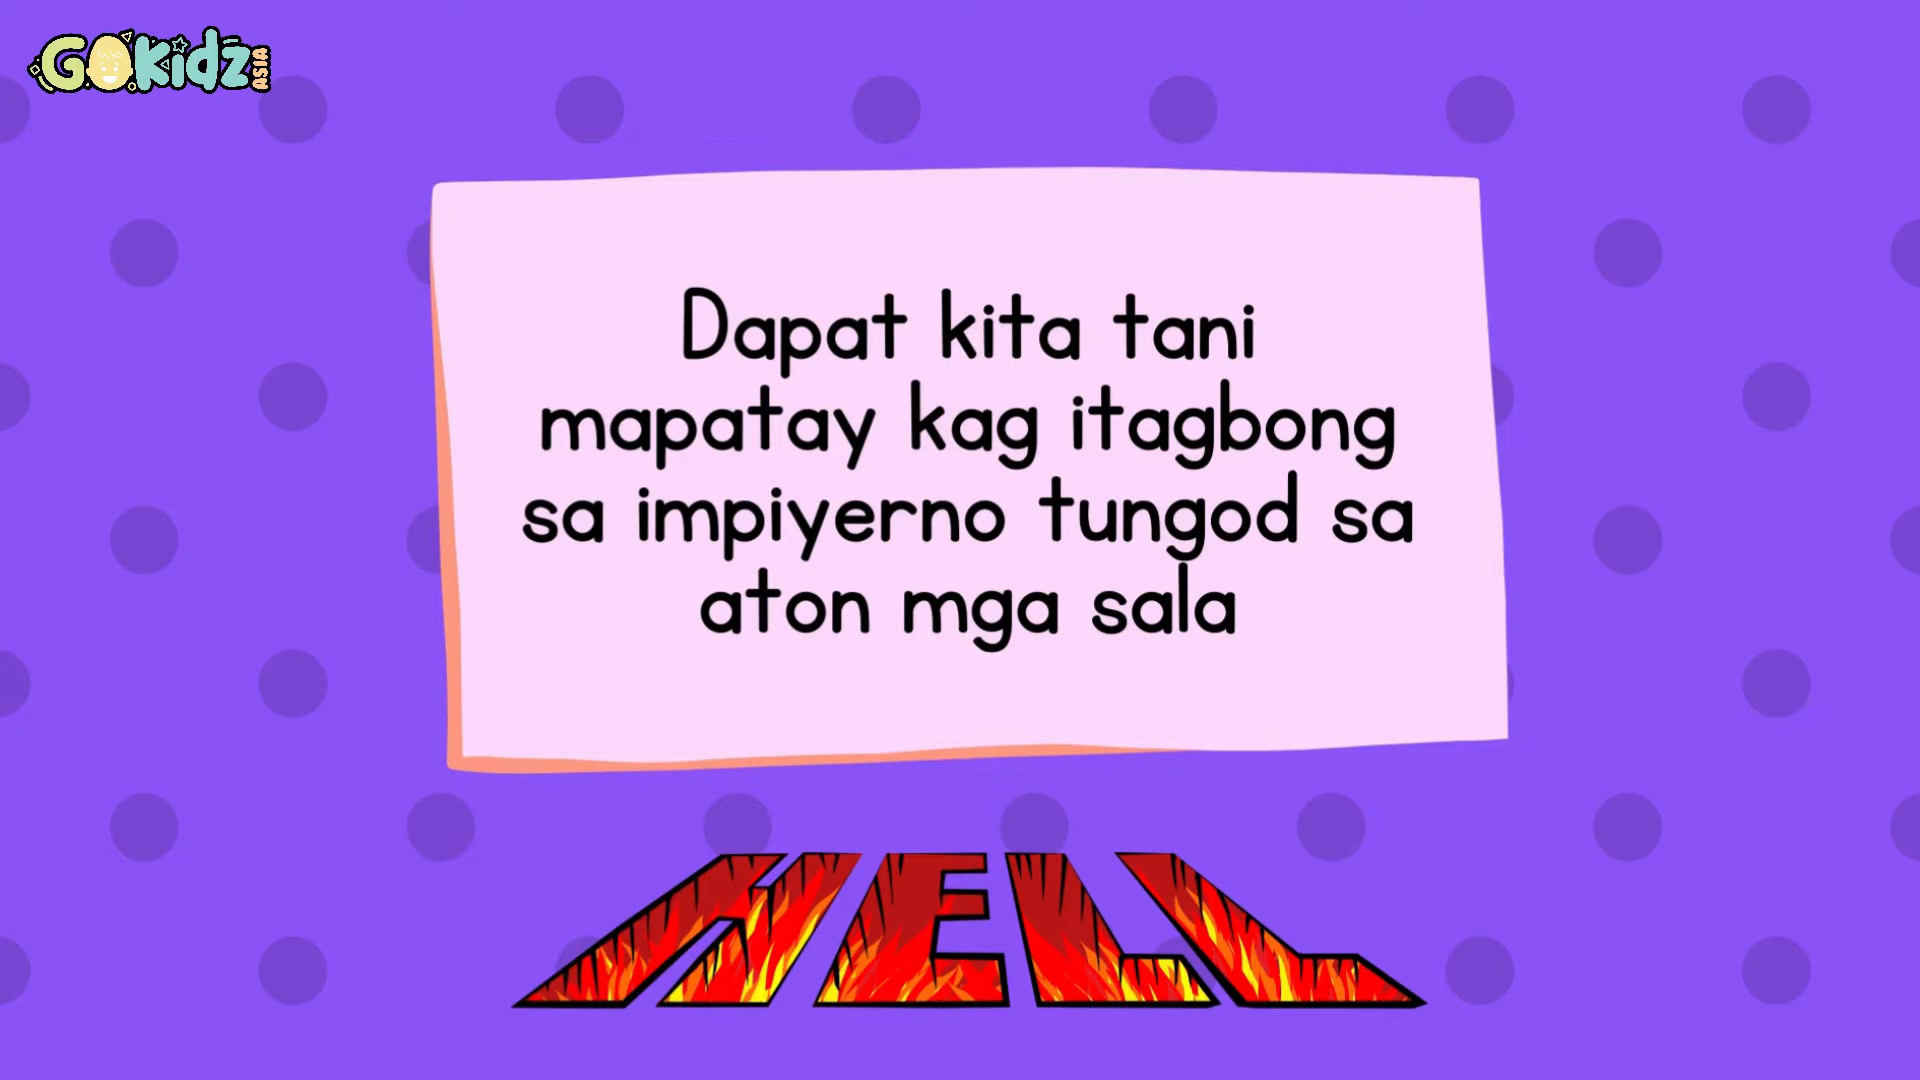 GOKidz ASIA
Dapat kita tani
mapatay kag itagbong
sa impiyerno tungod sa
aton mga sala
HELL